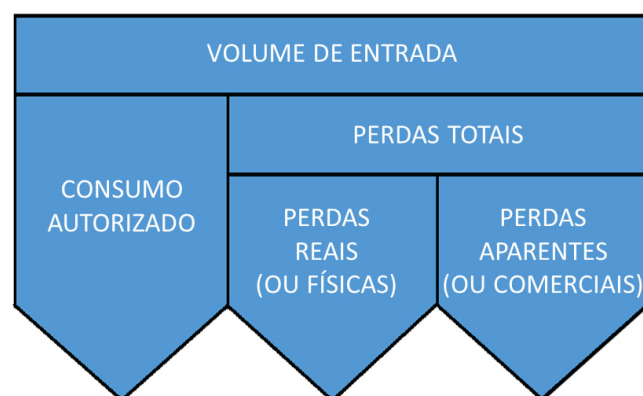 VOLUME DE ENTRADA
PERDAS TOTAIS
CONSUMO
AUTORIZADO
PERDAS
REAIS
(OU FÍSICAS)
PERDAS
APARENTES
(OU COMERCIAIS)